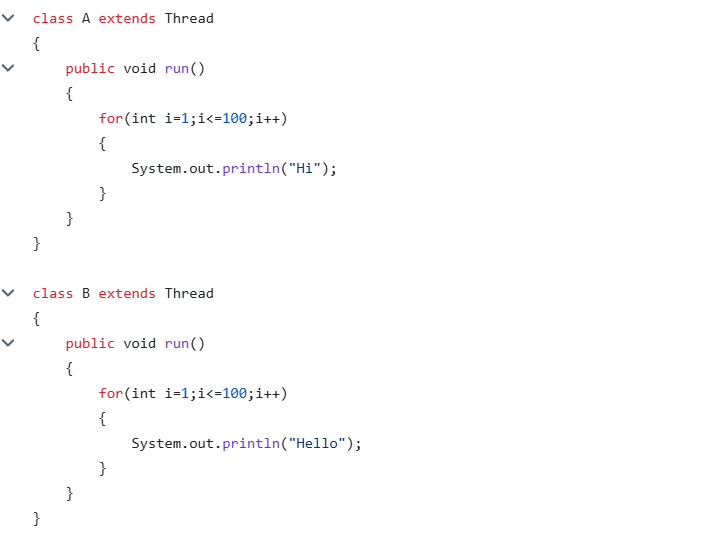 class A extends Thread
{
    public void run()
    {
        for(int i=1;i<=100;i++)
        {
            System.out.println("Hi");
        }
    }
}

class B extends Thread
{
    public void run()
    {
        for(int i=1;i<=100;i++)
        {
            System.out.println("Hello");
        }
    }
}